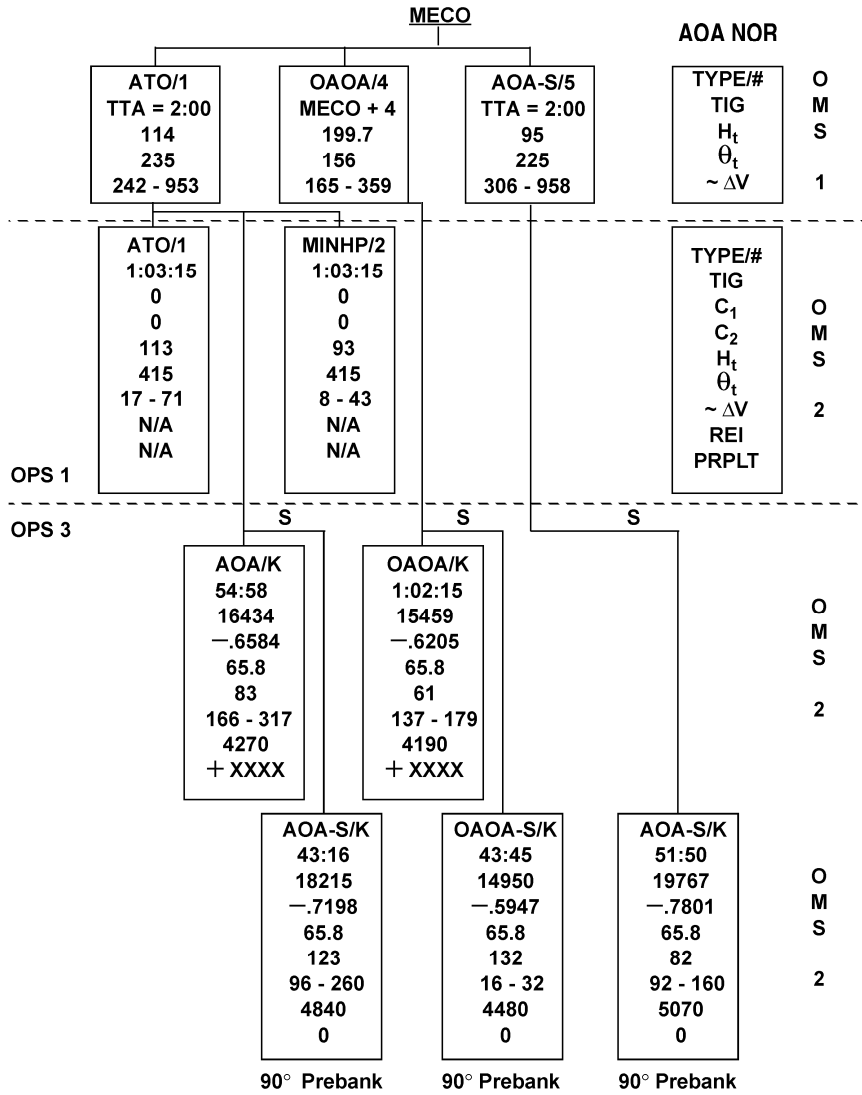 MECO
AOA NOR
ATO/1
TTA = 2:00
114
235
242 - 953
OAOA/4
MECO + 4
199.7
156
165 - 359
AOA-S/5
TTA = 2:00
95
225
306 - 958
TYPE/#
TIG
Ht
θt
~ ΔV
O
M
S
1
ATO/1
1:03:15
0
0
113
415
17 - 71
N/A
N/A
MINHP/2
1:03:15
0
0
93
415
8 - 43
N/A
N/A
TYPE/#
TIG
C1
C2
Ht
θt
~ ΔV
REI
PRPLT
O
M
S
2
OPS 1
OPS 3
S
S
S
AOA/K
54:58
16434
—.6584
65.8
83
166 - 317
4270
+ XXXX
OAOA/K
1:02:15
15459
—.6205
65.8
61
137 - 179
4190
+ XXXX
O
M
S
2
AOA-S/K
43:16
18215
—.7198
65.8
123
96 - 260
4840
0
90° Prebank
OAOA-S/K
43:45
14950
—.5947
65.8
132
16 - 32
4480
0
90° Prebank
AOA-S/K
51:50
19767
—.7801
65.8
82
92 - 160
5070
0
90° Prebank
O
M
S
2